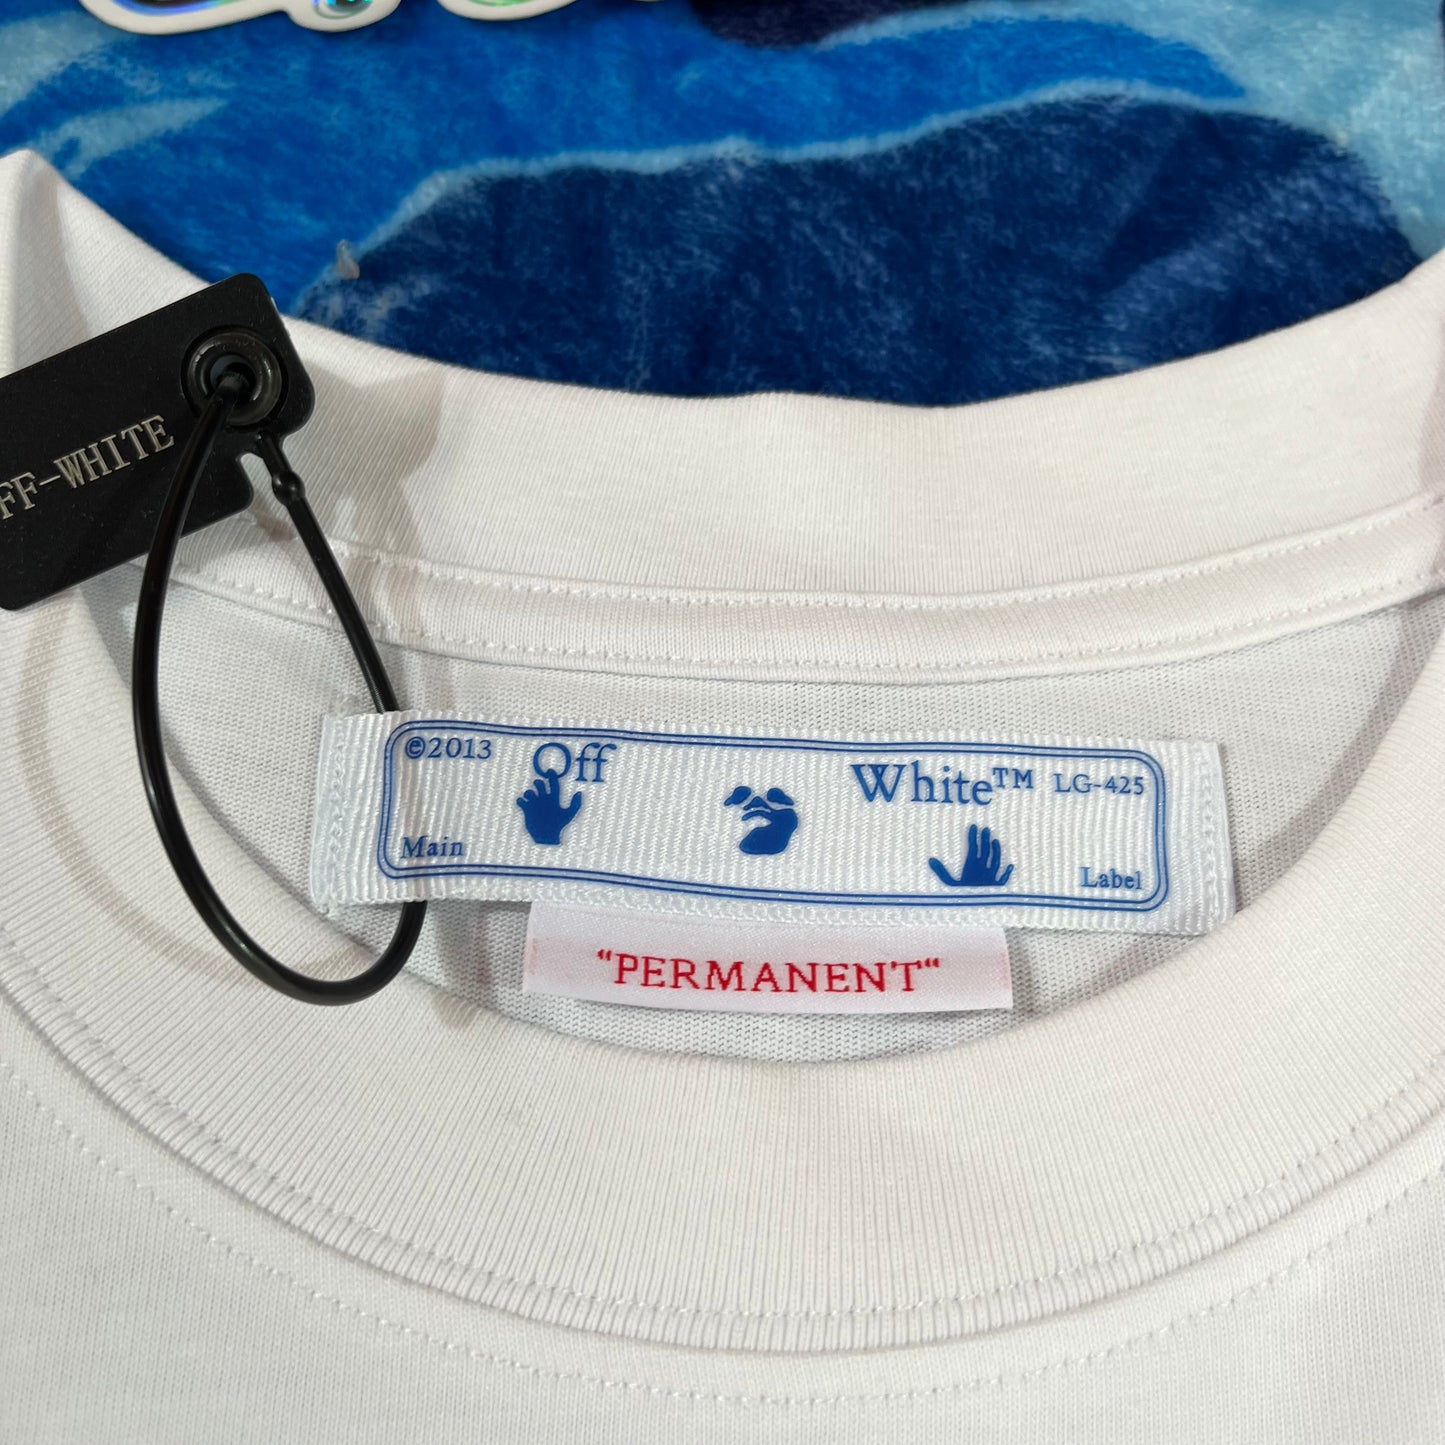 FF-WHITE
©2013 Off White™ LG-425
Main Label
“PERMANENT“